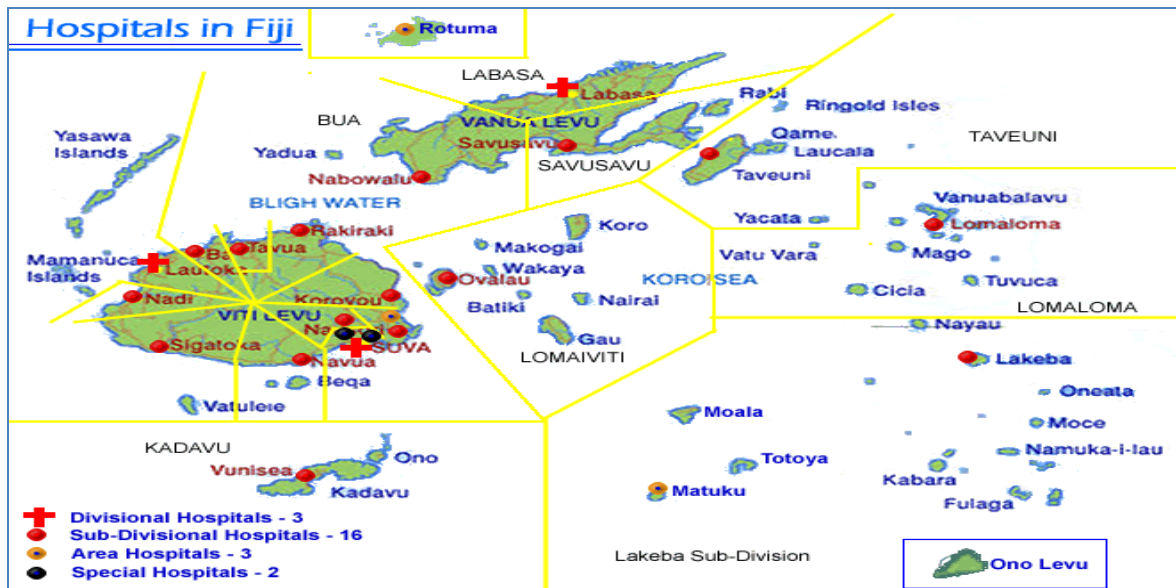 Hospitals in Fiji
Rotuma
LABASA
Labasa
Rabi
Ringold Isles
BUA
VANUA LEVU
Yasawa
Islands
Yadua
Savusavu
SAVUSAVU
Qame
Laucala
TAVEUNI
Nabowalu
Taveuni
BLIGH WATER
Vanuabalavu
Rakiraki
Koro
Yacata
Lomaloma
Ba
Tavua
Makogai
Vatu Vara
Mago
Mamanuca
Islands
Lautoka
Wakaya
Ovalau
KOROISEA
Tuvuca
Nadi
Korovou
Batiki
Nairai
Cicia
LOMALOMA
VITI LEVU
Nayau
Sigatoka
SUVA
Gau
Navua
LOMAIVITI
Lakeba
Beqa
Oneata
Vatulele
Moala
Moce
KADAVU
Ono
Namuka-i-lau
Vunisea
Totoya
Kabara
Kadavu
Matuku
Fulaga
Divisional Hospitals - 3
Sub-Divisional Hospitals - 16
Area Hospitals - 3
Special Hospitals - 2
Lakeba Sub-Division
Ono Levu